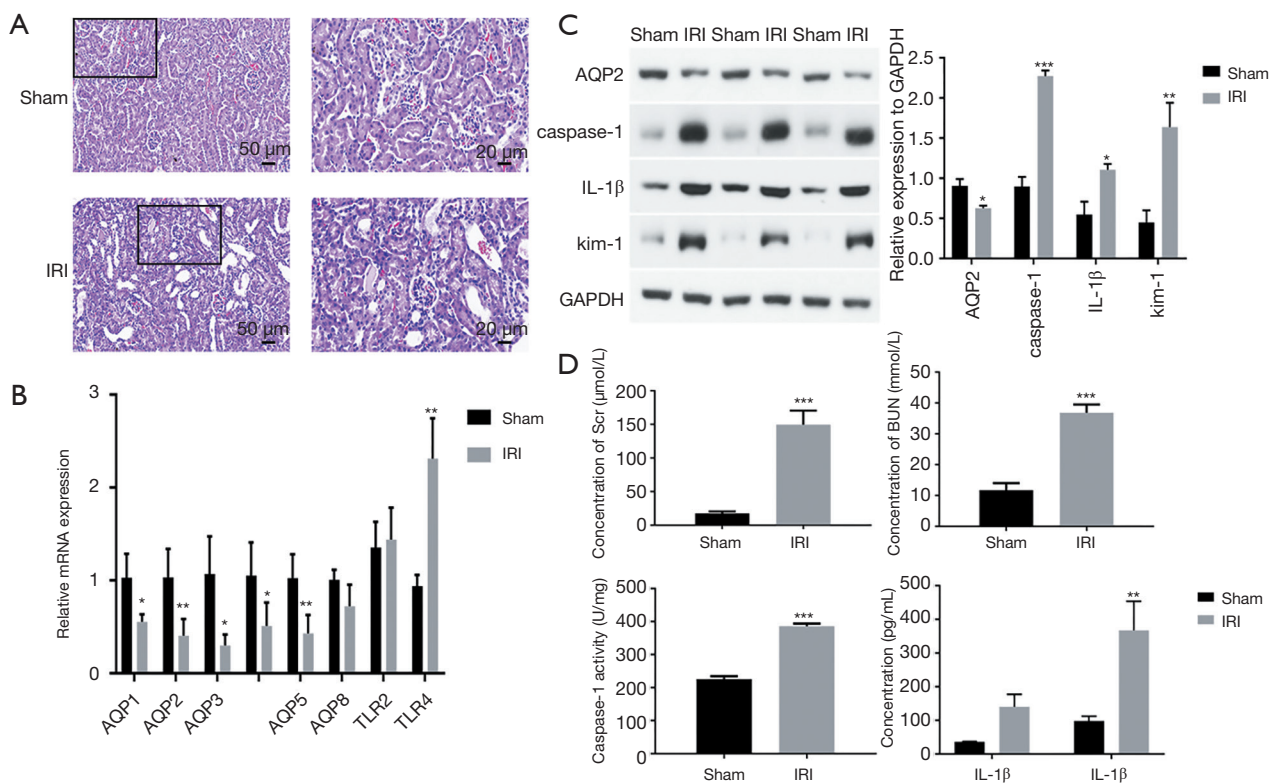 A
Sham
50 µm
20 µm
IRI
50 µm
20 µm
B
Relative mRNA expression
3
2
1
0
* ** * * ** **
AQP1 AQP2 AQP3 AQP5 AQP8 TLR2 TLR4
Sham
IRI
C
Sham IRI Sham IRI Sham IRI
AQP2
caspase-1
IL-1β
kim-1
GAPDH
Relative expression to GAPDH
2.5
2.0
1.5
1.0
0.5
0.0
* *** * **
AQP2 caspase-1 IL-1β kim-1
Sham
IRI
D
Concentration of Scr (µmol/L)
200
150
100
50
0
***
Sham IRI
Concentration of BUN (mmol/L)
50
40
30
20
10
0
***
Sham IRI
Caspase-1 activity (U/mg)
500
400
300
200
100
0
***
Sham IRI
Concentration (pg/mL)
500
400
300
200
100
0
**
IL-1β IL-1β
Sham
IRI